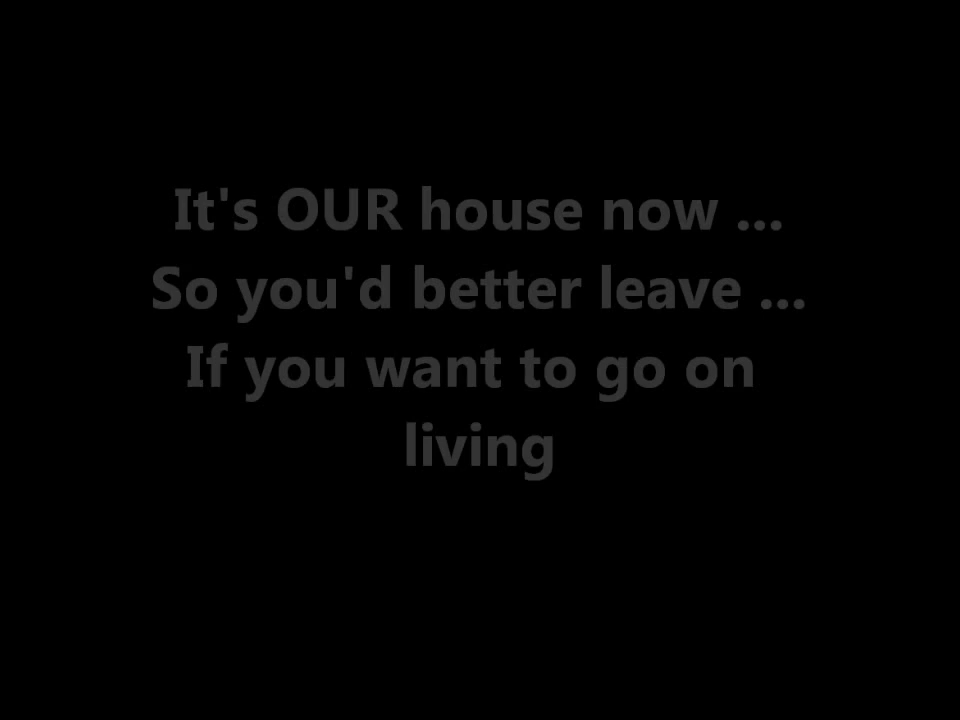 It's OUR house now ...
So you'd better leave ...
If you want to go on
living